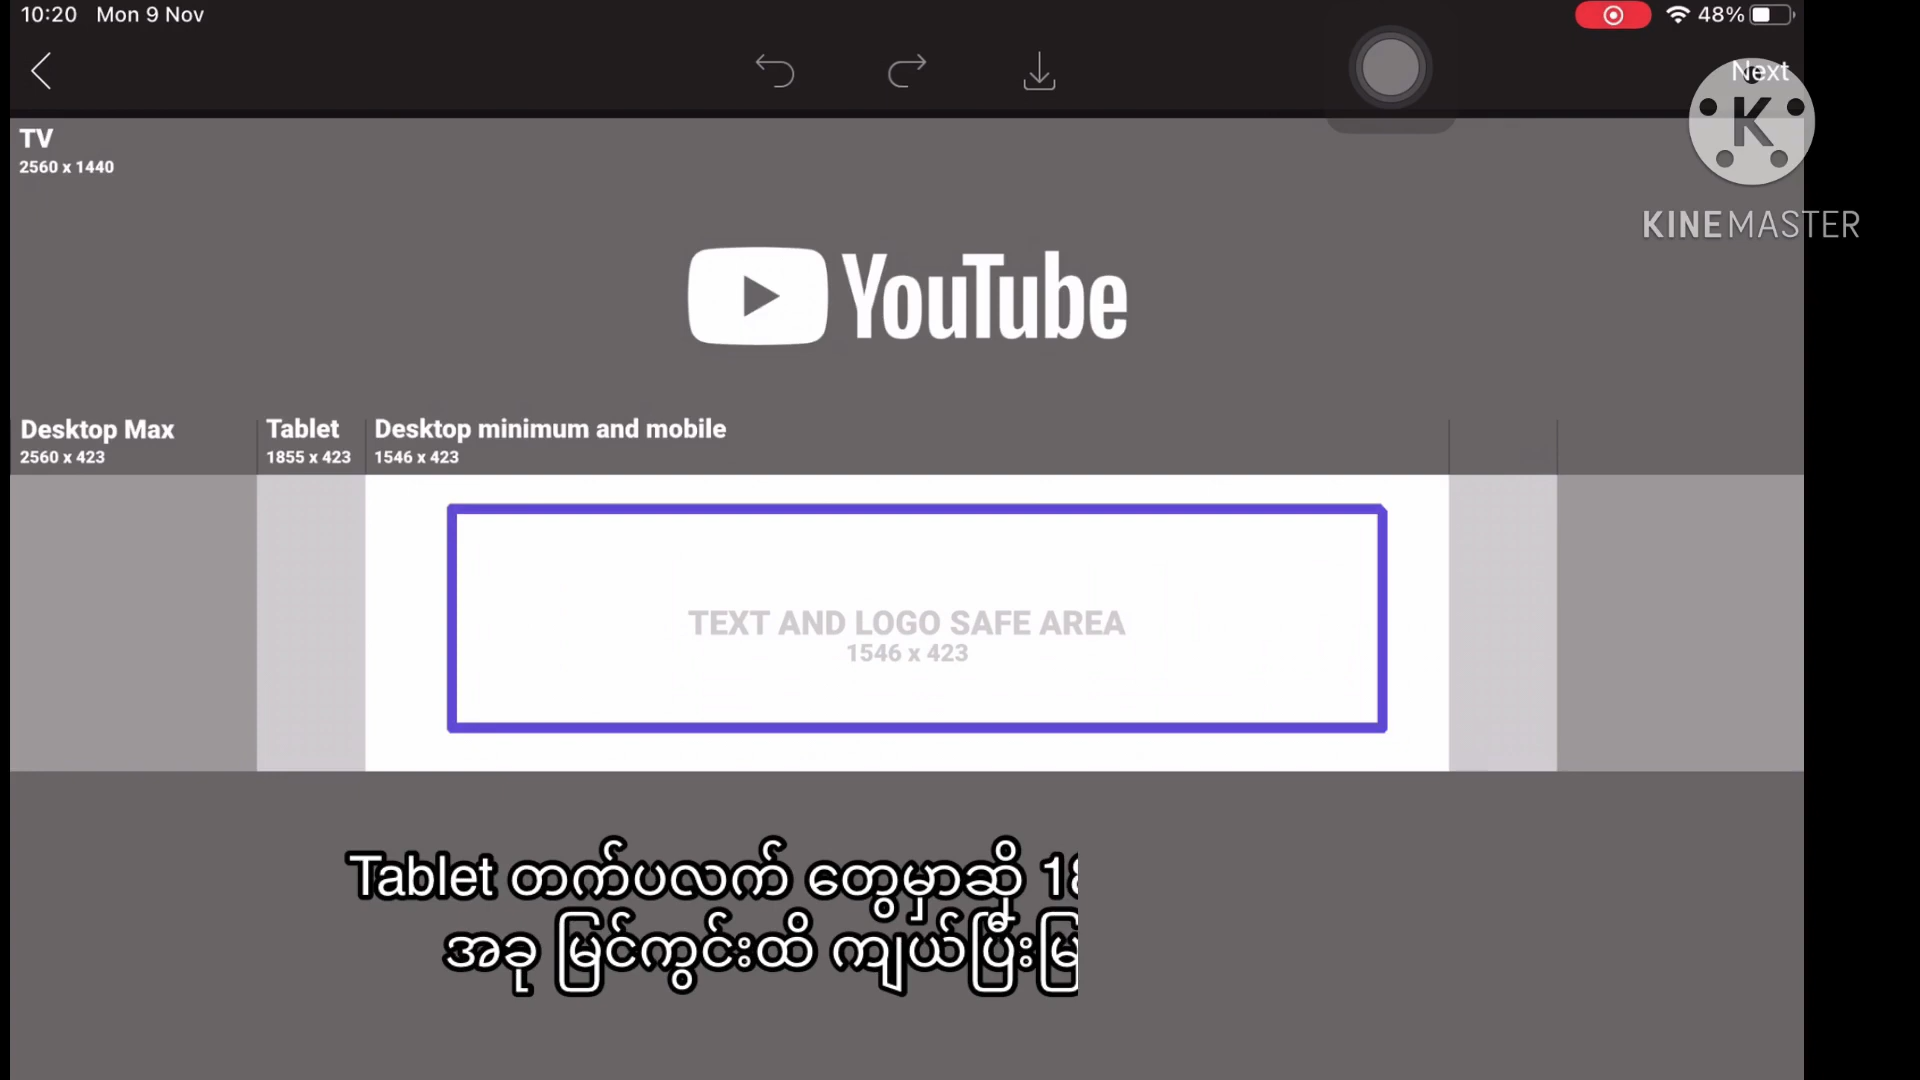 10:20 Mon 9 Nov
48%
Next
TV
2560 x 1440
K
KINEMASTER
YouTube
Desktop Max
2560 x 423
Tablet
1855 x 423
Desktop minimum and mobile
1546 x 423
TEXT AND LOGO SAFE AREA
1546 x 423
Tablet တက်ပလက် တွေမှာဆို
အခု မြင်ကွင်းထိ ကျယ်ပြီး